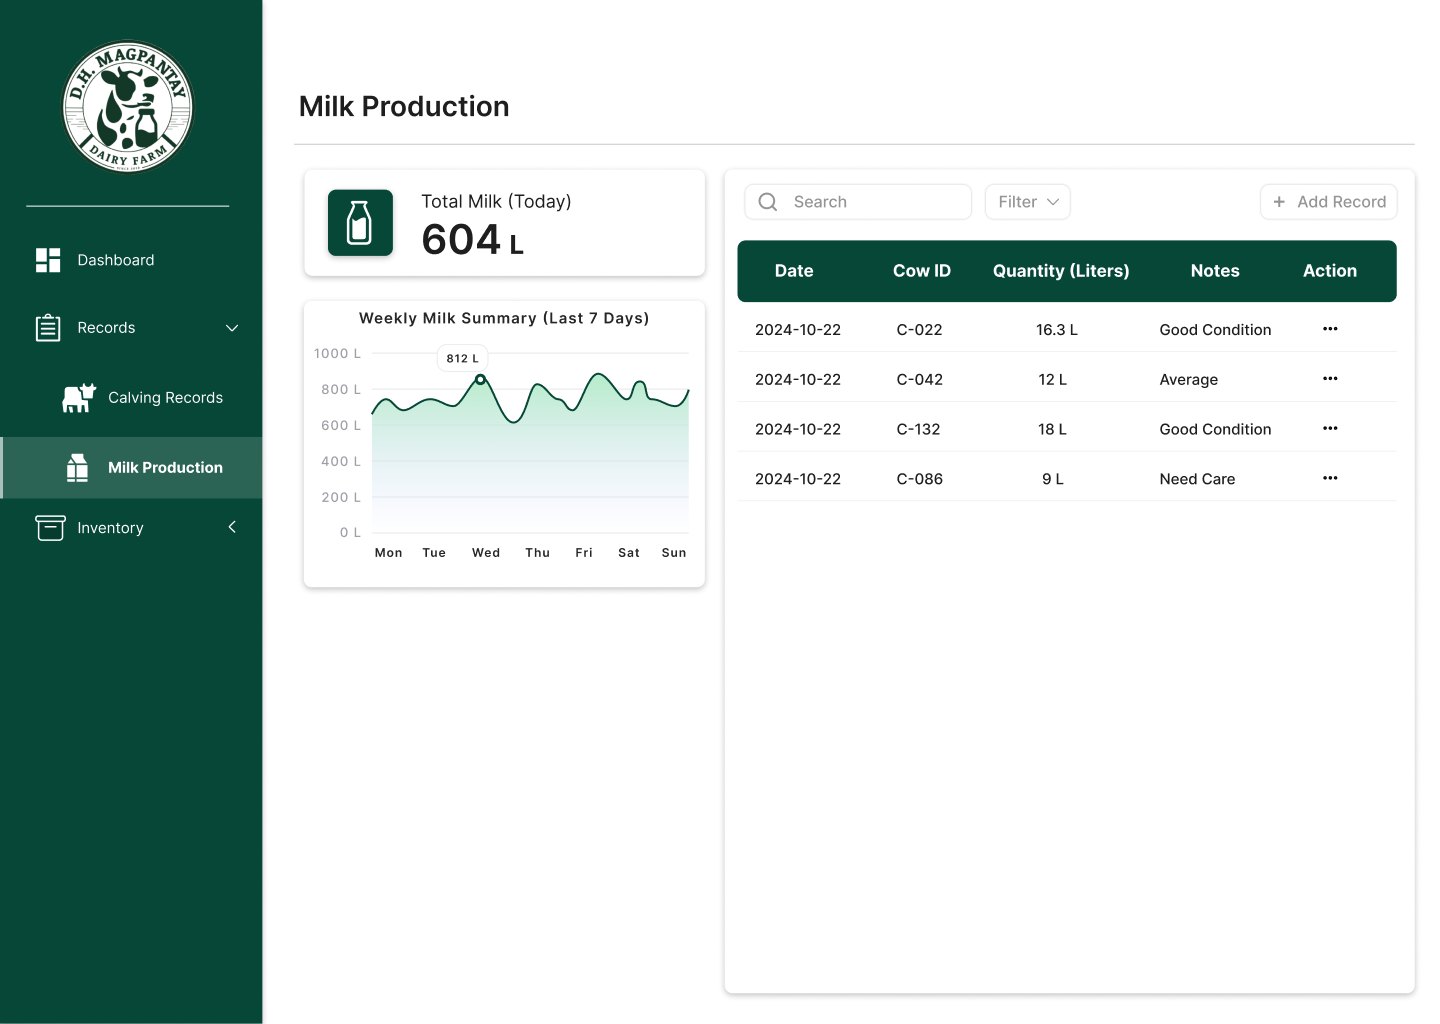 D.H. MAGPANTAY
DAIRY FARM
Dashboard
Records
Calving Records
Milk Production
Inventory
Milk Production
Total Milk (Today)
604 L
Weekly Milk Summary (Last 7 Days)
812 L
1000 L
800 L
600 L
400 L
200 L
0 L
Mon Tue Wed Thu Fri Sat Sun
Search Filter + Add Record
Date Cow ID Quantity (Liters) Notes Action
2024-10-22 C-022 16.3 L Good Condition ...
2024-10-22 C-042 12 L Average ...
2024-10-22 C-132 18 L Good Condition ...
2024-10-22 C-086 9 L Need Care ...